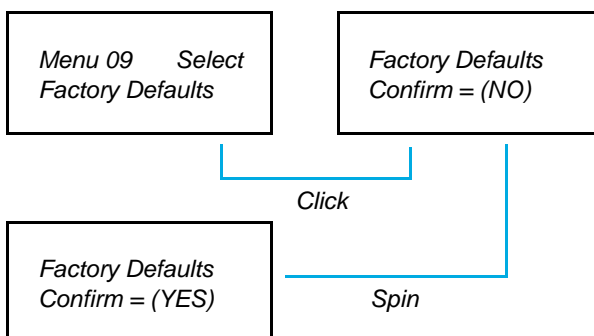 Menu 09 Select
Factory Defaults
Factory Defaults
Confirm = (NO)
Click
Factory Defaults
Confirm = (YES)
Spin